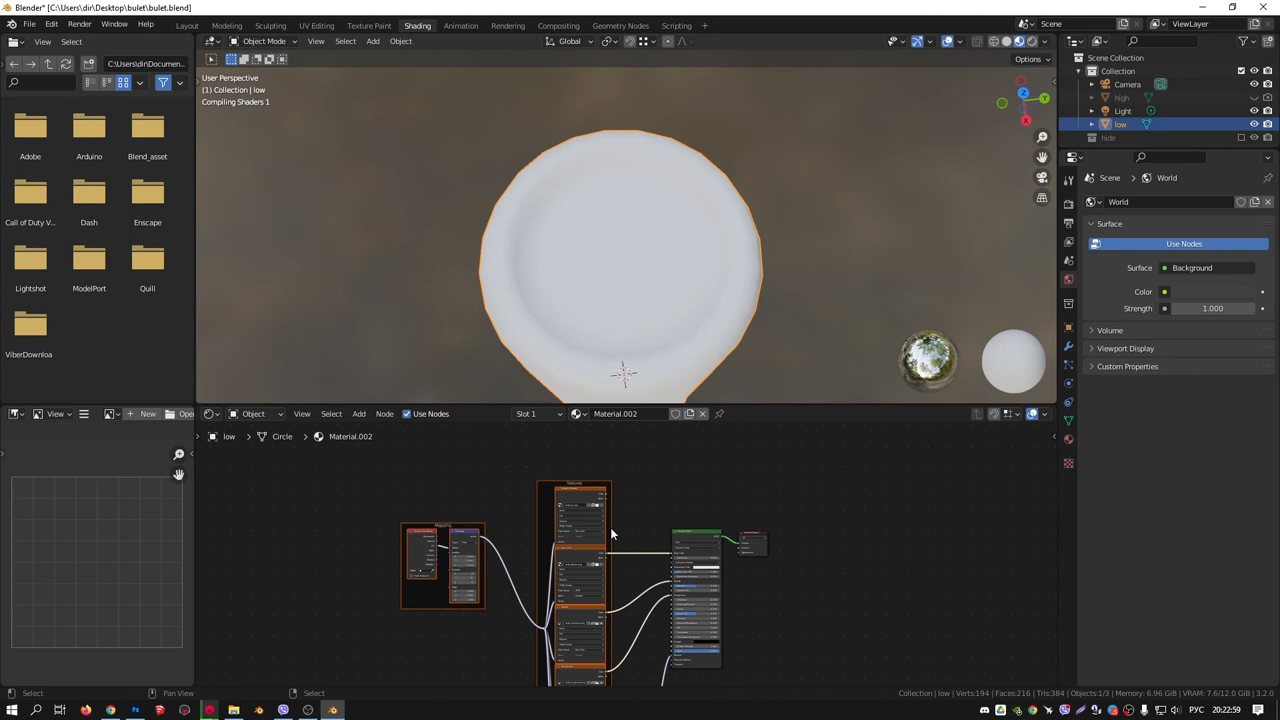 Blender* [C:\Users\dir\Desktop\bulet\bulet.blend]
File Edit Render Window Help Layout Modeling Sculpting UV Editing Texture Paint Shading Animation Rendering Compositing Geometry Nodes Scripting + Scene ViewLayer
View Select Object Mode View Select Add Object Global
C:\Users\dir\Documen...
Options
User Perspective
(1) Collection | low
Compiling Shaders 1
Adobe Arduino Blend_asset
Call of Duty V... Dash Enscape
Lightshot ModelPort Quill
ViberDownloa
Z
Y
X
Scene Collection
Collection
Camera
high
Light
low
hide
Scene World
World
Surface
Use Nodes
Surface Background
Color
Strength 1.000
Volume
Viewport Display
Custom Properties
View New Open
Object View Select Add Node Use Nodes Slot 1 Material.002
low Circle Material.002
Textures
Mapping
Select Pan View Select Collection | low | Verts:194 | Faces:216 | Tris:384 | Objects:1/3 | Memory: 6.96 GiB | VRAM: 7.6/12.0 GiB | 3.2.0
РУС 20:22:59